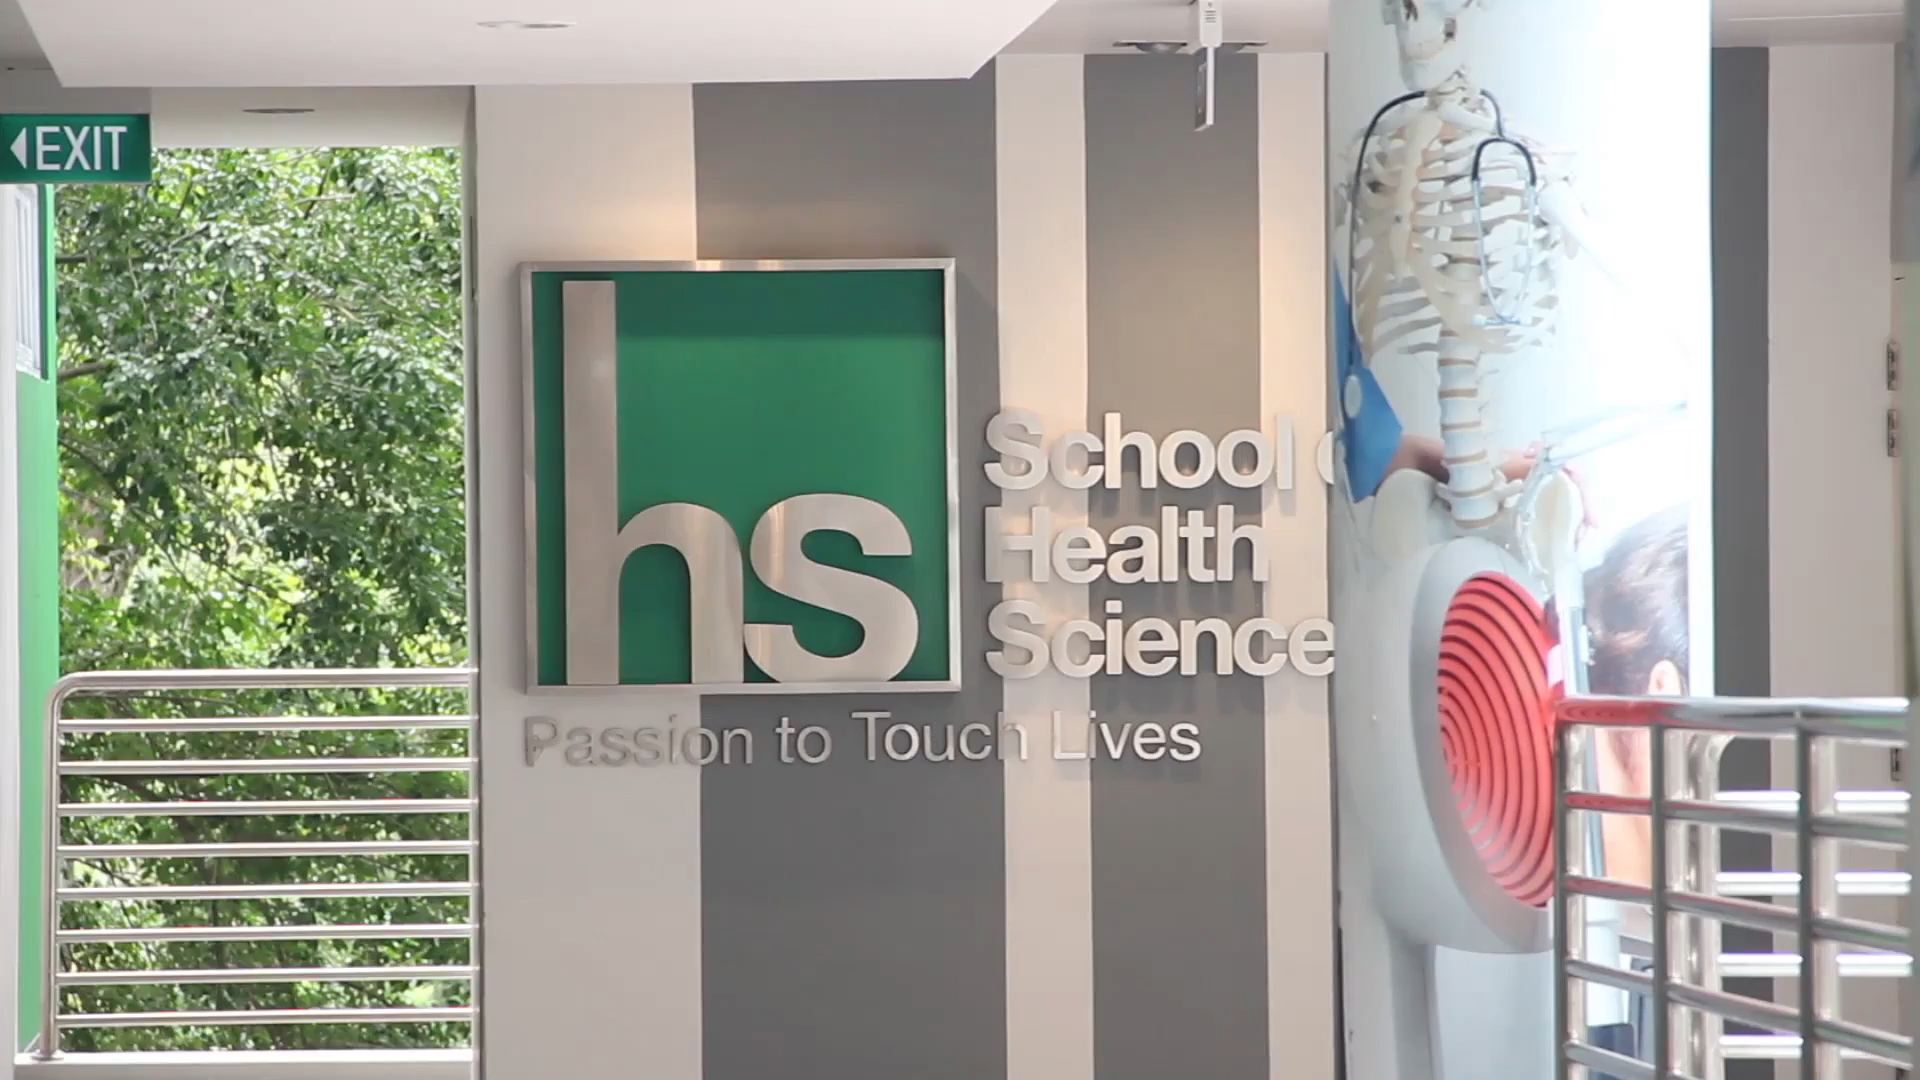 EXIT
hs
School o
Health
Science
Passion to Touch Lives